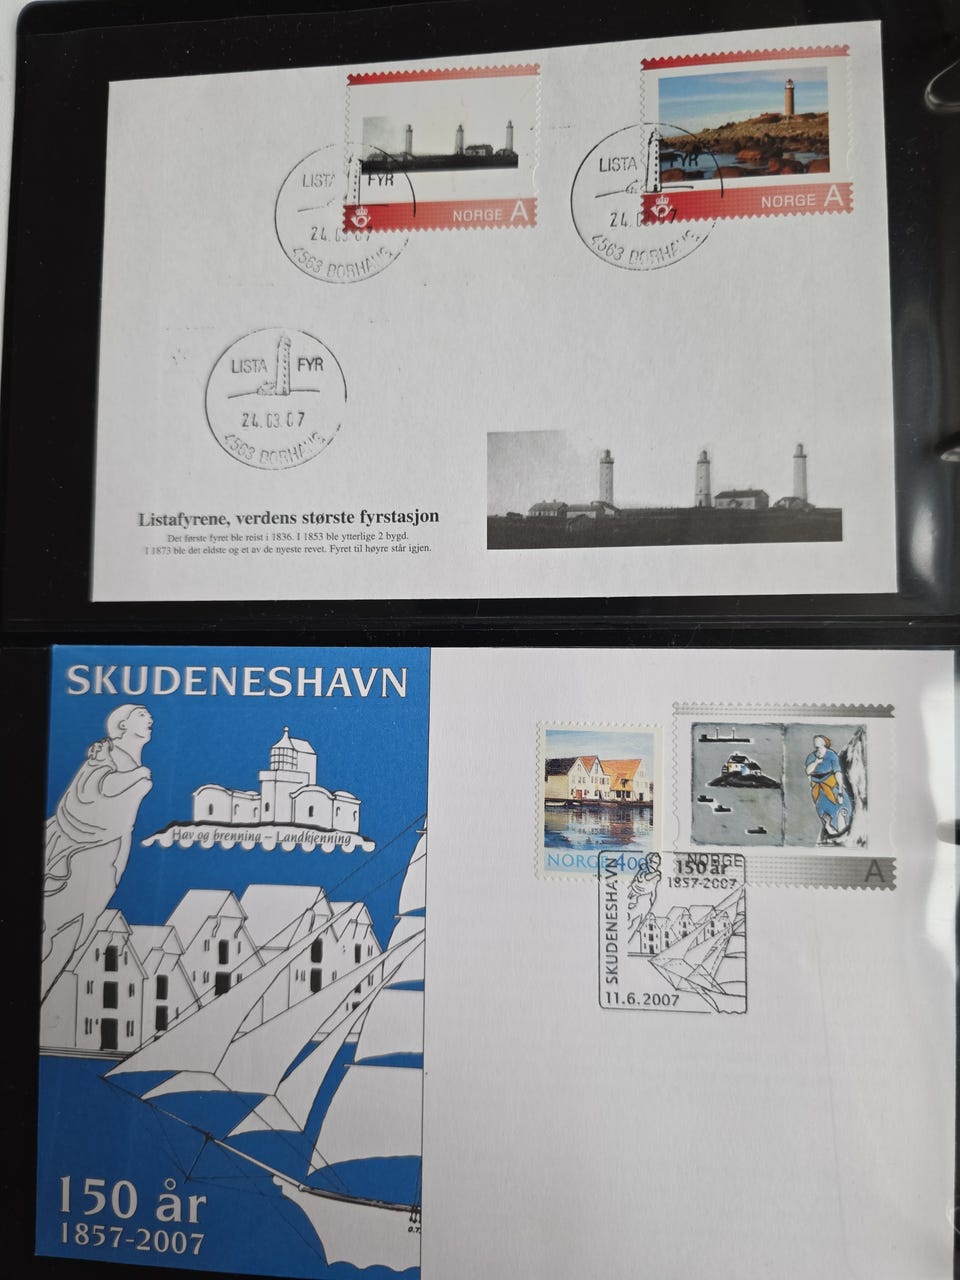 NORGE A
NORGE A
LISTA FYR
24.03.07
4563 BORHAUG
LISTA FYR
24.03.07
4563 BORHAUG
LISTA FYR
24.03.07
4563 BORHAUG
Listafyrene, verdens største fyrstasjon
Det første fyret ble reist i 1836. I 1853 ble ytterlige 2 bygd.
I 1873 ble det eldste og et av de nyeste revet. Fyret til høyre står igjen.
SKUDENESHAVN
Hav og brenning – Landkjenning
150 år
1857-2007
NORGE 400
NORGE
A
SKUDENESHAVN
150 år
1857-2007
11.6.2007